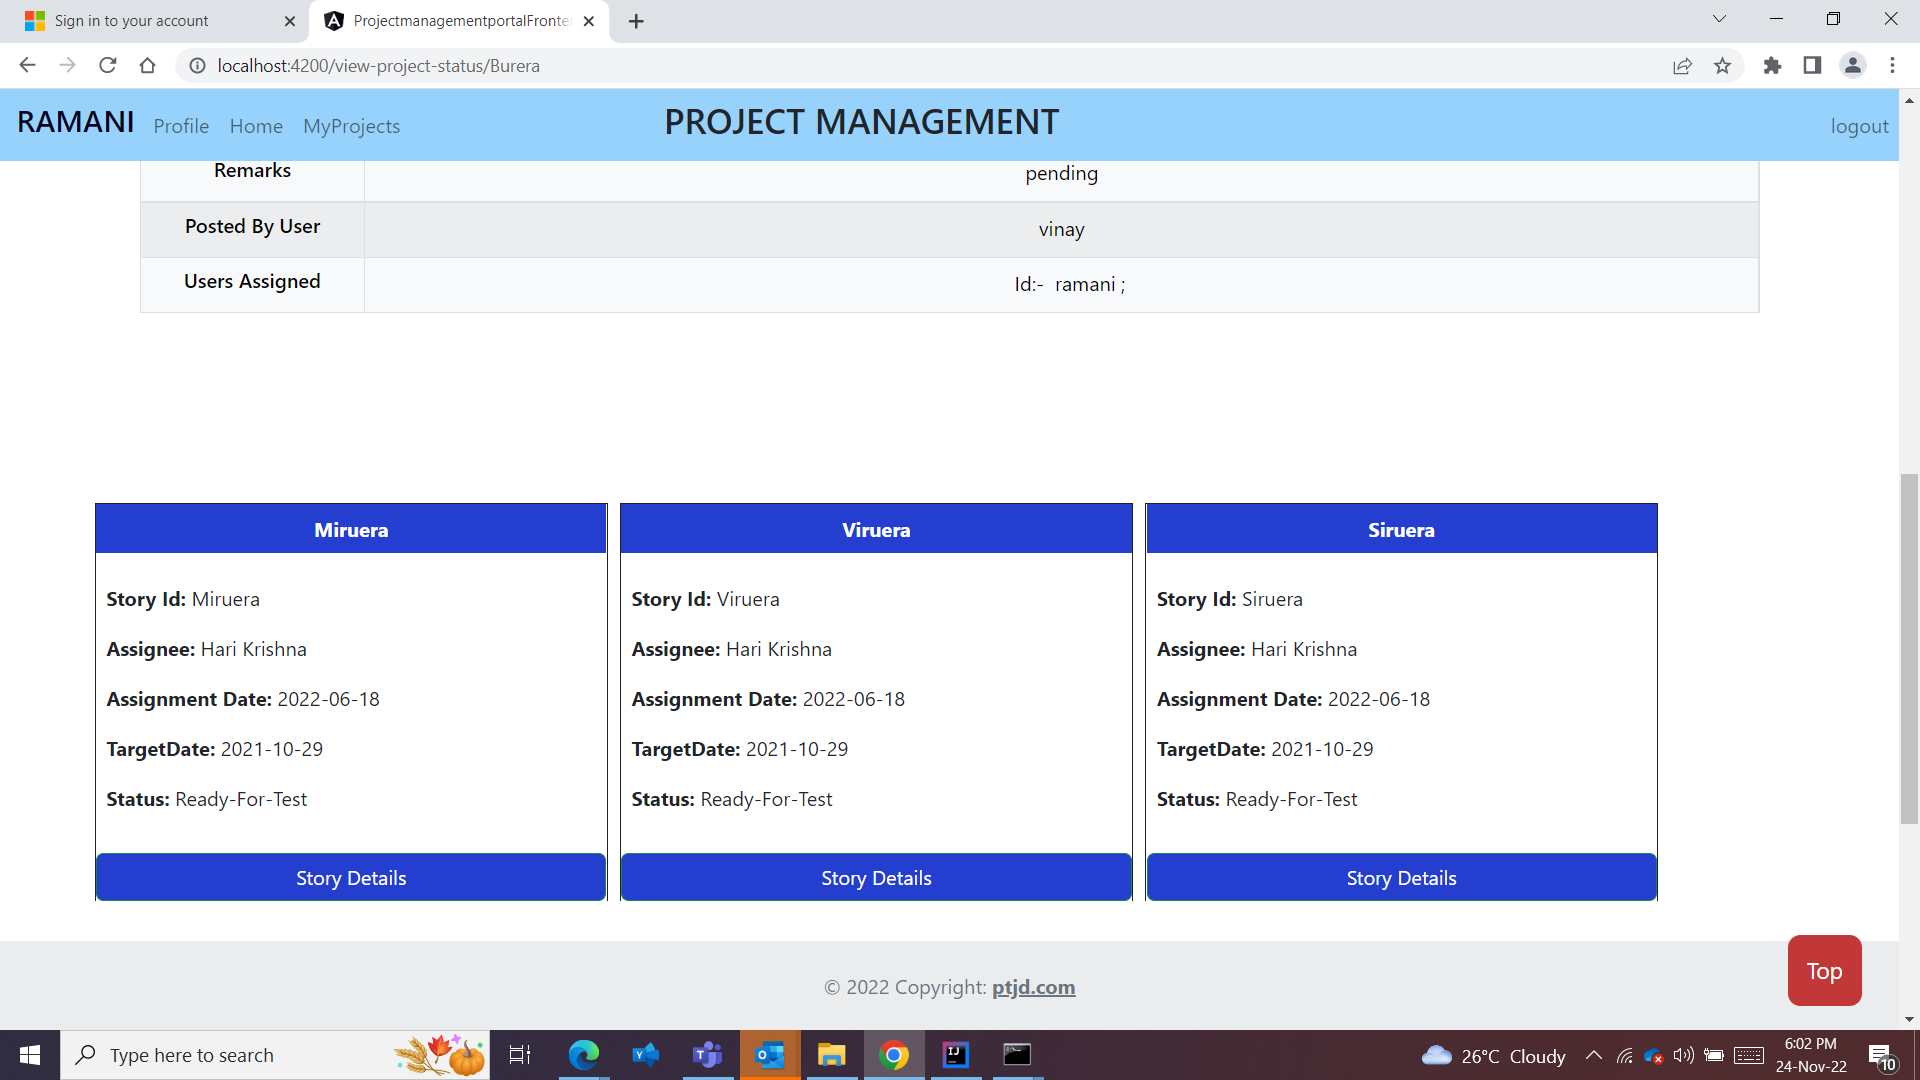 Sign in to your account
ProjectmanagementportalFronte
localhost:4200/view-project-status/Burera
RAMANI Profile Home MyProjects PROJECT MANAGEMENT logout
Remarks pending
Posted By User vinay
Users Assigned Id:- ramani ;
Miruera
Story Id: Miruera
Assignee: Hari Krishna
Assignment Date: 2022-06-18
TargetDate: 2021-10-29
Status: Ready-For-Test
Story Details
Viruera
Story Id: Viruera
Assignee: Hari Krishna
Assignment Date: 2022-06-18
TargetDate: 2021-10-29
Status: Ready-For-Test
Story Details
Siruera
Story Id: Siruera
Assignee: Hari Krishna
Assignment Date: 2022-06-18
TargetDate: 2021-10-29
Status: Ready-For-Test
Story Details
Top
© 2022 Copyright: ptjd.com
Type here to search
26°C Cloudy
6:02 PM
24-Nov-22
10